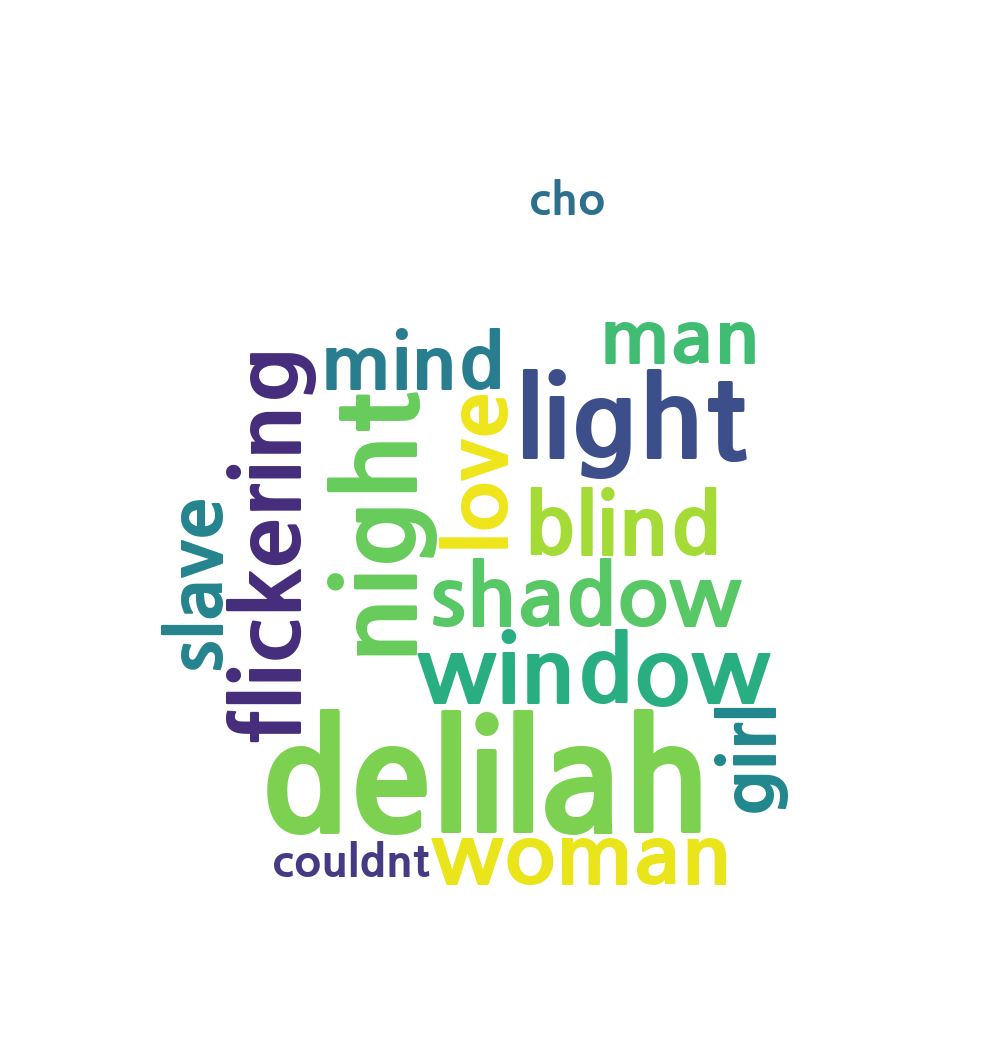 cho
man
mind
light
flickering
night
love
blind
slave
shadow
window
delilah
girl
couldnt
woman